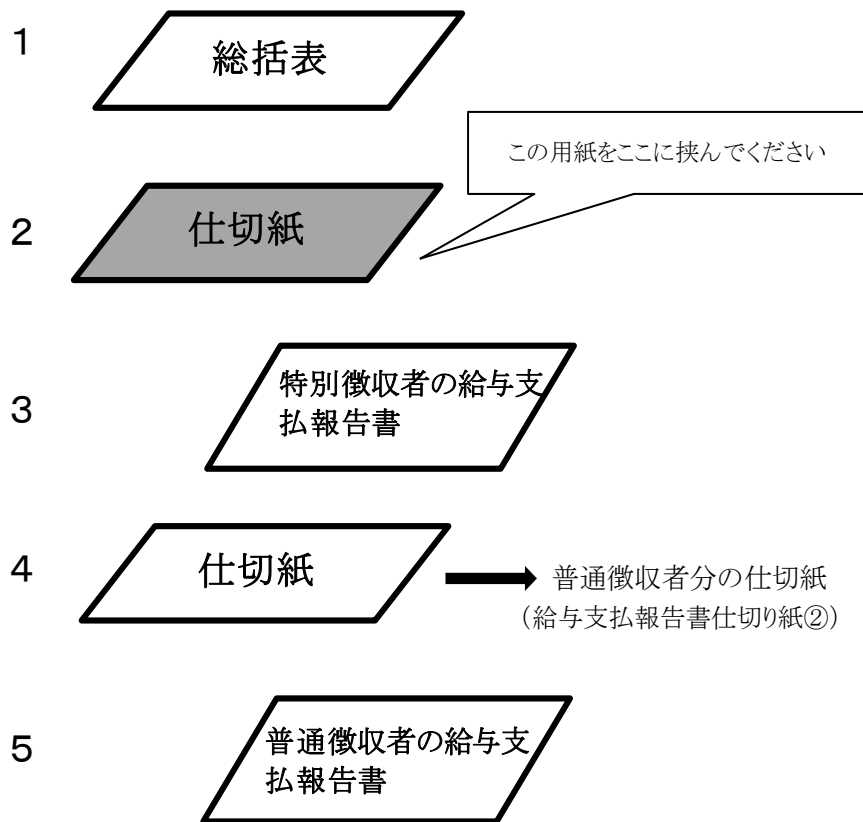 1
総括表
この用紙をここに挟んでください
2
仕切紙
3
特別徴収者の給与支
払報告書
4
仕切紙
普通徴収者分の仕切紙
（給与支払報告書仕切り紙②）
5
普通徴収者の給与支
払報告書